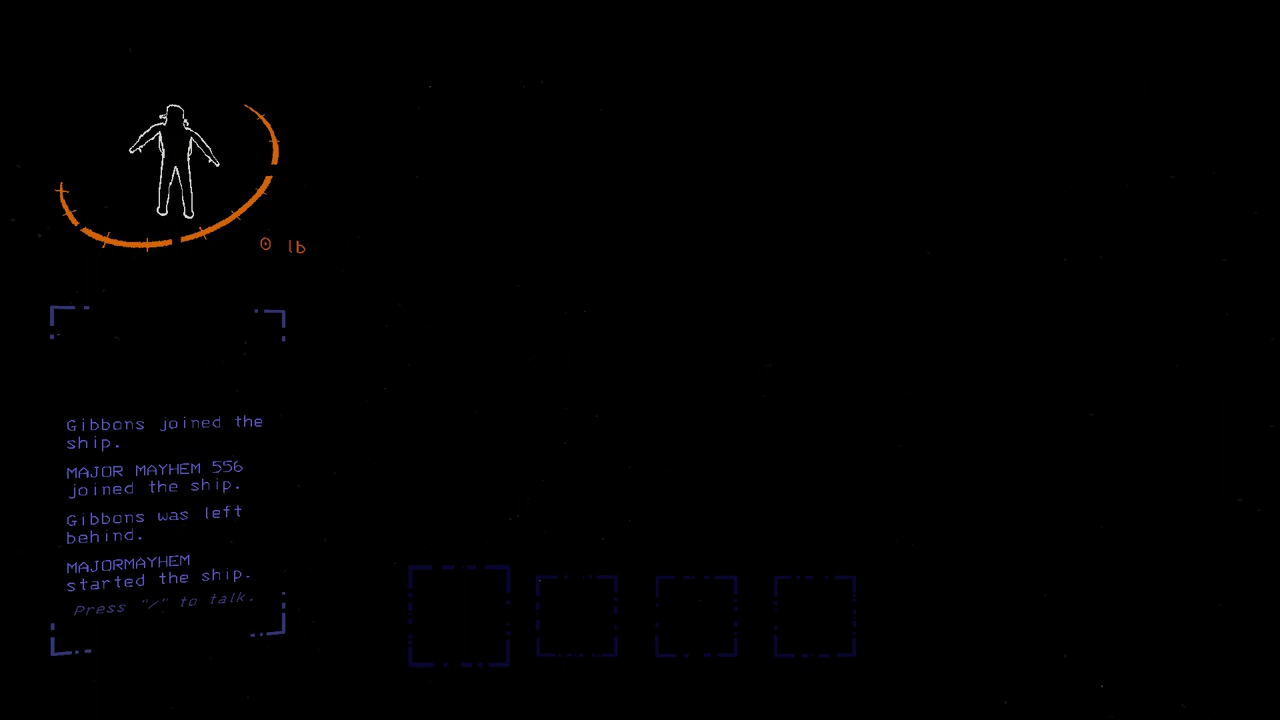 0 lb
Gibbons joined the
ship.
MAJOR MAYHEM 556
joined the ship.
Gibbons was left
behind.
MAJORMAYHEM
started the ship.
Press "/" to talk.